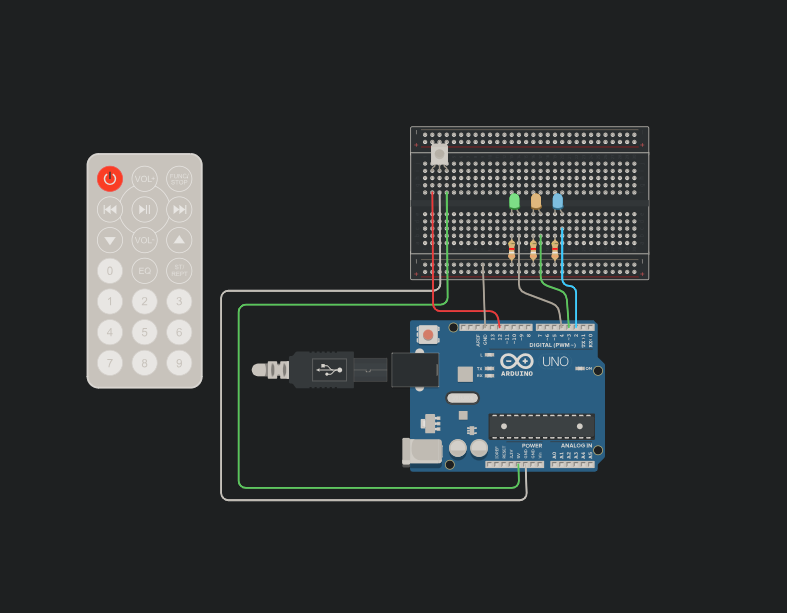 VOL+
FUNC/
STOP
VOL-
0
EQ
ST/
REPT
1
2
3
4
5
6
7
8
9
AREF
GND
13
12
~11
~10
~9
8
7
~6
~5
4
~3
2
TX→1
RX←0
DIGITAL (PWM ~)
L
TX
RX
ON
UNO
ARDUINO
POWER
ANALOG IN
IOREF
RESET
3.3V
5V
GND
GND
A0
A1
A2
A3
A4
A5